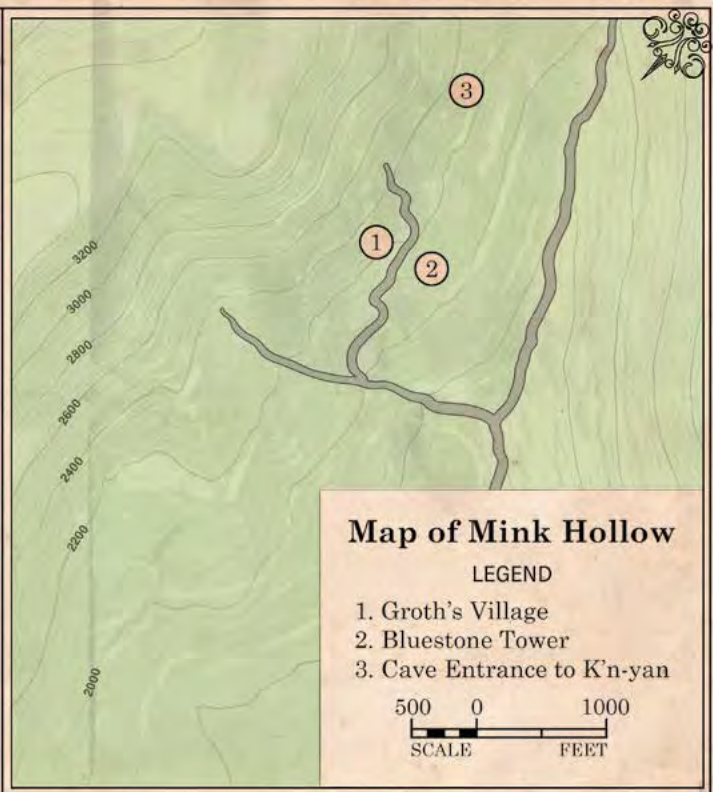 3
1
2
3200
3000
2800
2600
2400
2200
2000
Map of Mink Hollow
LEGEND
1. Groth's Village
2. Bluestone Tower
3. Cave Entrance to K'n-yan
500 0 1000
SCALE FEET